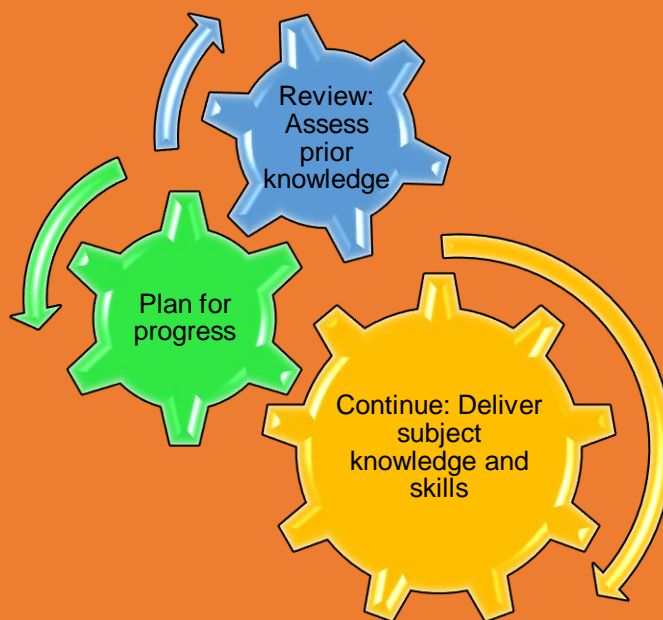 Review:
Assess
prior
knowledge
Plan for
progress
Continue: Deliver
subject
knowledge and
skills